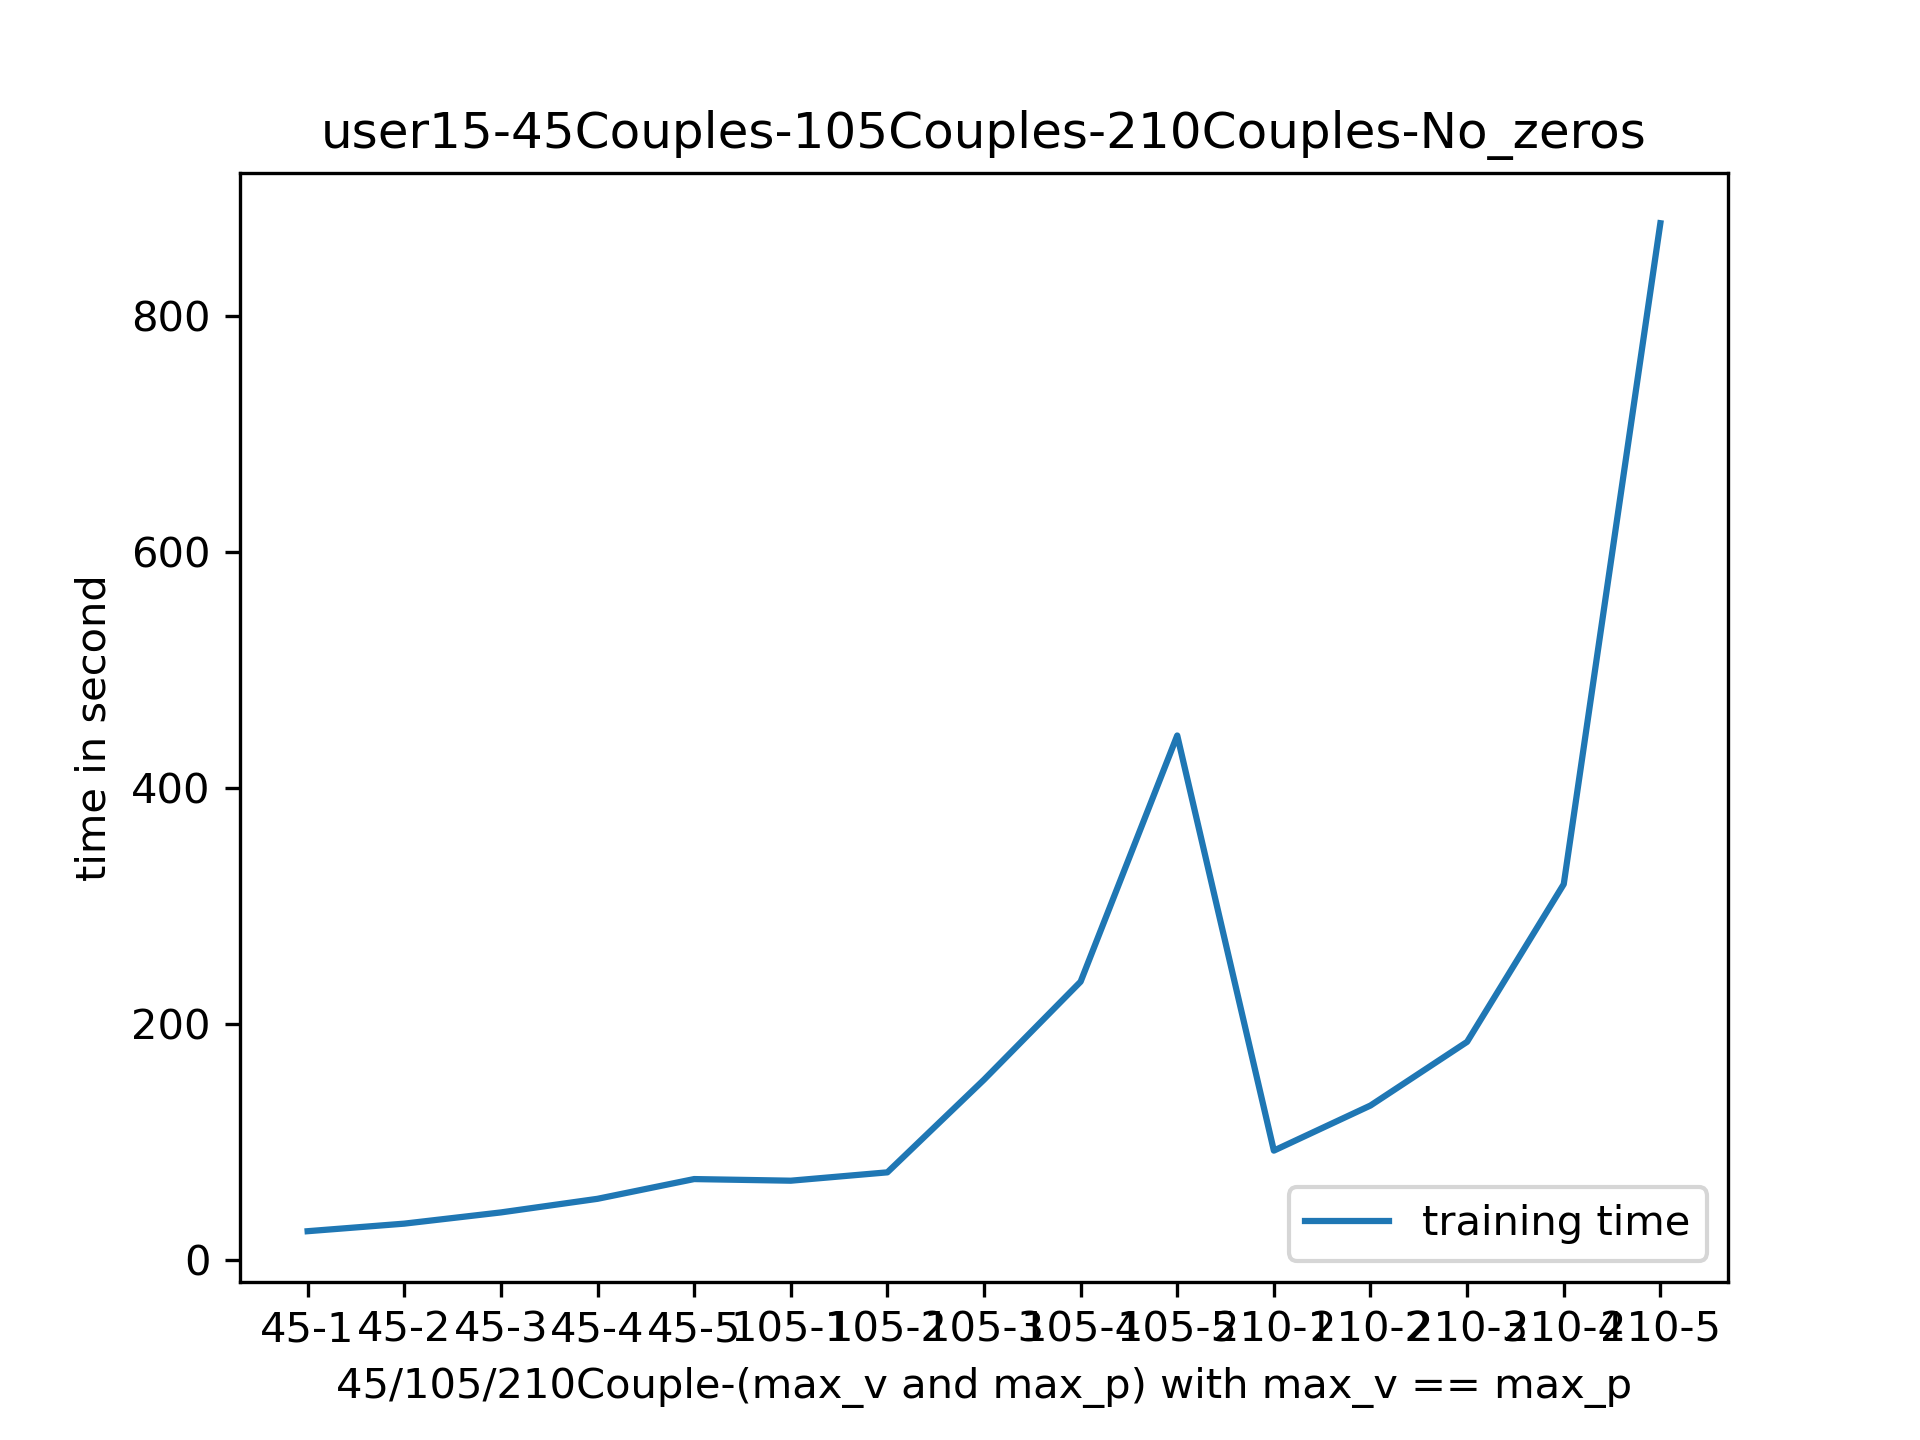 user15-45Couples-105Couples-210Couples-No_zeros
time in second
800
600
400
200
0
training time
45-1 45-2 45-3 45-4 45-5 105-1 105-2 105-3 105-4 105-5 210-1 210-2 210-3 210-4 210-5
45/105/210Couple-(max_v and max_p) with max_v == max_p